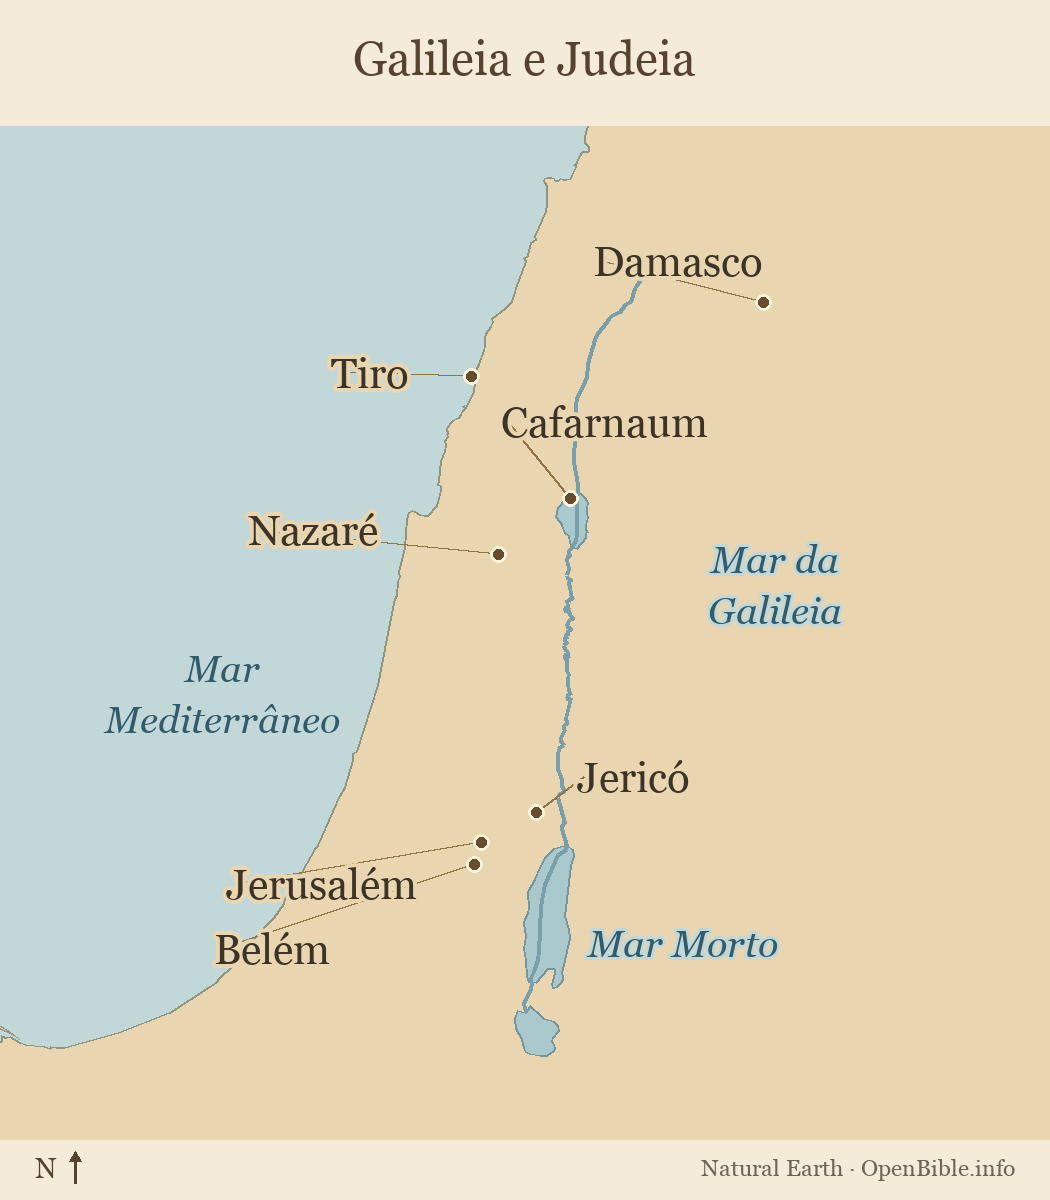 Galileia e Judeia
Damasco
Tiro
Cafarnaum
Nazaré
Mar da
Galileia
Mar
Mediterrâneo
Jericó
Jerusalém
Belém
Mar Morto
N
Natural Earth · OpenBible.info